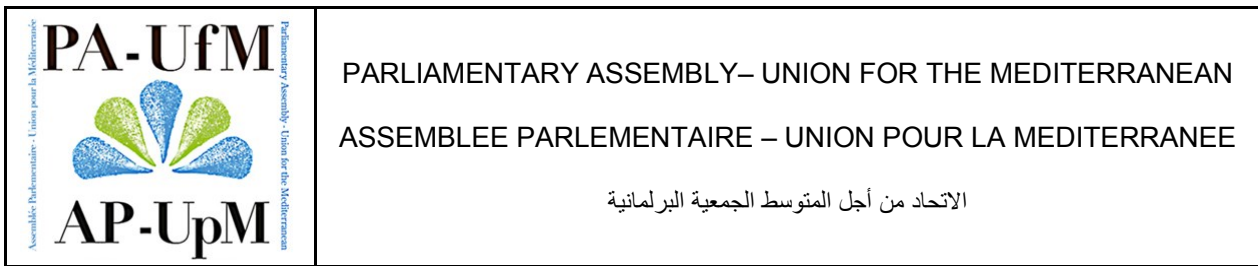 PA-UfM
Assemblée Parlementaire - Union pour la Méditerranée
Parliamentary Assembly - Union for the Mediterranean
AP-UpM
PARLIAMENTARY ASSEMBLY– UNION FOR THE MEDITERRANEAN
ASSEMBLEE PARLEMENTAIRE – UNION POUR LA MEDITERRANEE
الاتحاد من أجل المتوسط الجمعية البرلمانية